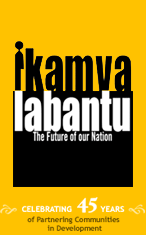 ikamva
labantu
The Future of our Nation
CELEBRATING 45 YEARS
of Partnering Communities
in Development